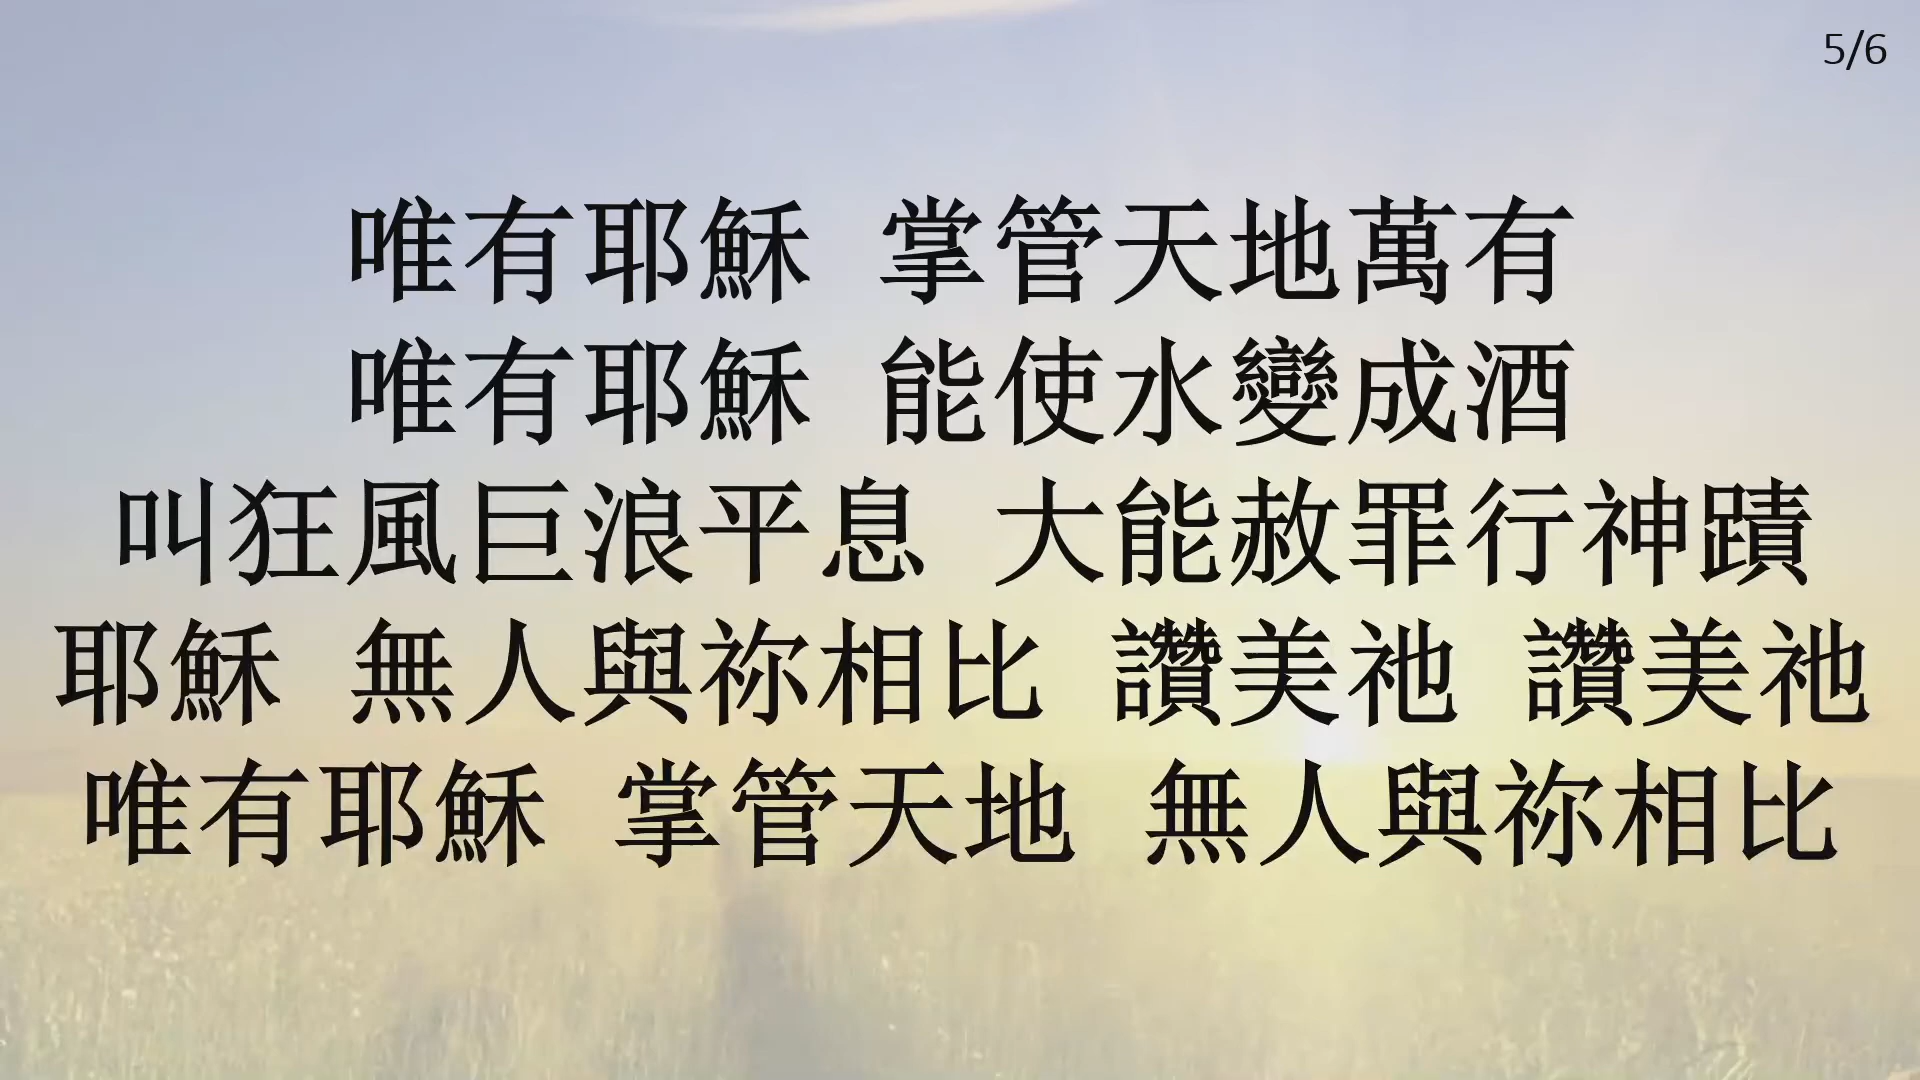 5/6
唯有耶穌 掌管天地萬有
唯有耶穌 能使水變成酒
叫狂風巨浪平息 大能赦罪行神蹟
耶穌 無人與祢相比 讚美祂 讚美祂
唯有耶穌 掌管天地 無人與祢相比